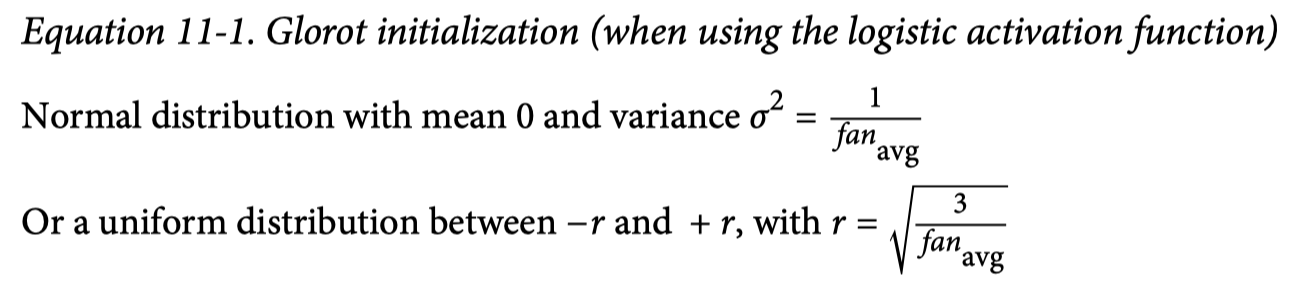 Equation 11-1. Glorot initialization (when using the logistic activation function)
Normal distribution with mean 0 and variance σ² = 1/fan_avg
Or a uniform distribution between −r and + r, with r = √(3/fan_avg)